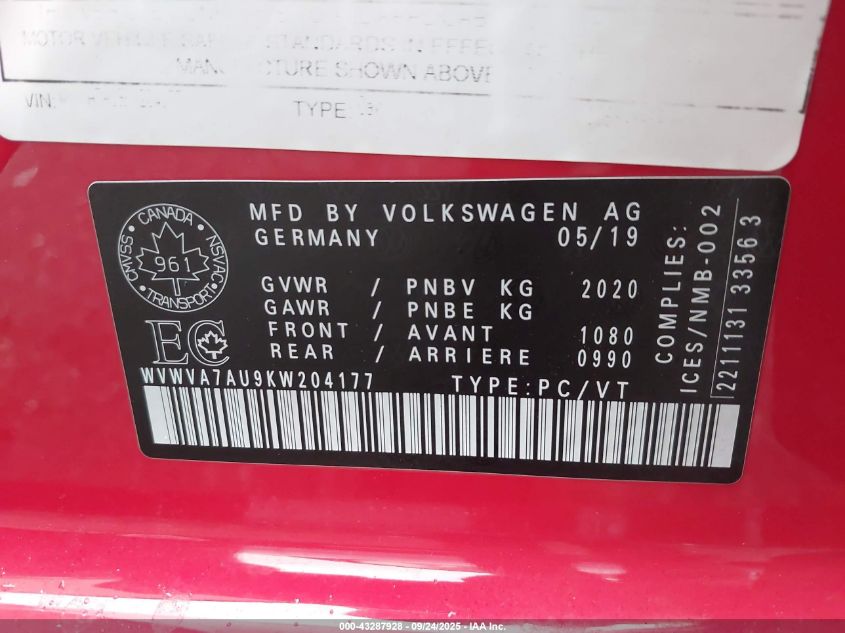 MOTOR VEHICLE STANDARDS IN EFFECT
MANUFACTURE SHOWN ABOVE
VIN:
TYPE
CANADA
CMVSS
NSVAC
961
TRANSPORT
EC
MFD BY VOLKSWAGEN AG
GERMANY 05/19
GVWR / PNBV KG 2020
GAWR / PNBE KG
FRONT / AVANT 1080
REAR / ARRIERE 0990
WVWVA7AU9KW204177 TYPE:PC/VT
COMPLIES:
ICES/NMB-002
2211131 3356 3
000-43287928 - 09/24/2025 - IAA Inc.